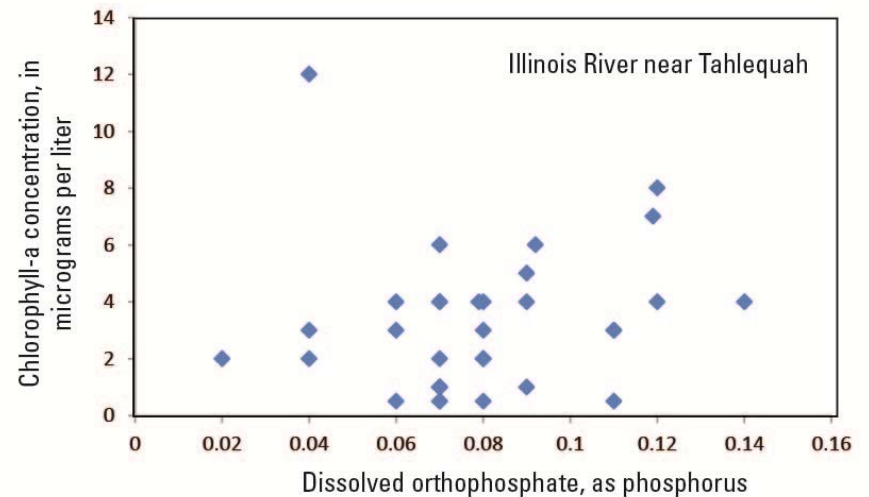 14
12
10
8
6
4
2
0
Chlorophyll-a concentration, in
micrograms per liter
Illinois River near Tahlequah
0 0.02 0.04 0.06 0.08 0.1 0.12 0.14 0.16
Dissolved orthophosphate, as phosphorus